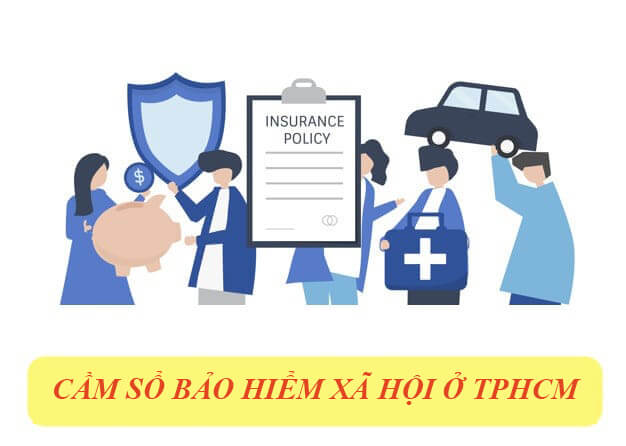 INSURANCE
POLICY
$
CẦM SỔ BẢO HIỂM XÃ HỘI Ở TPHCM